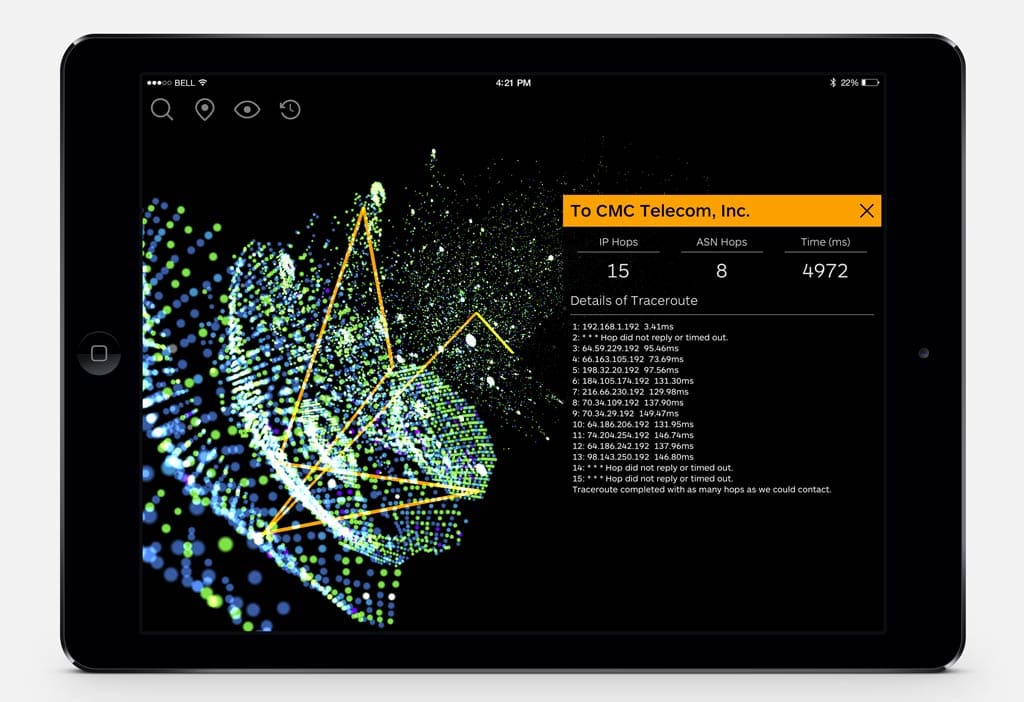 BELL
4:21 PM
22%
To CMC Telecom, Inc.
IP Hops ASN Hops Time (ms)
15 8 4972
Details of Traceroute
1: 192.168.1.192 3.41ms
2: * * * Hop did not reply or timed out.
3: 64.59.229.192 95.46ms
4: 66.163.105.192 73.69ms
5: 198.32.20.192 97.56ms
6: 184.105.174.192 131.30ms
7: 216.66.230.192 129.98ms
8: 70.34.109.192 137.90ms
9: 70.34.29.192 149.47ms
10: 64.186.206.192 131.95ms
11: 74.204.254.192 146.74ms
12: 64.186.242.192 137.96ms
13: 98.143.250.192 146.80ms
14: * * * Hop did not reply or timed out.
15: * * * Hop did not reply or timed out.
Traceroute completed with as many hops as we could contact.